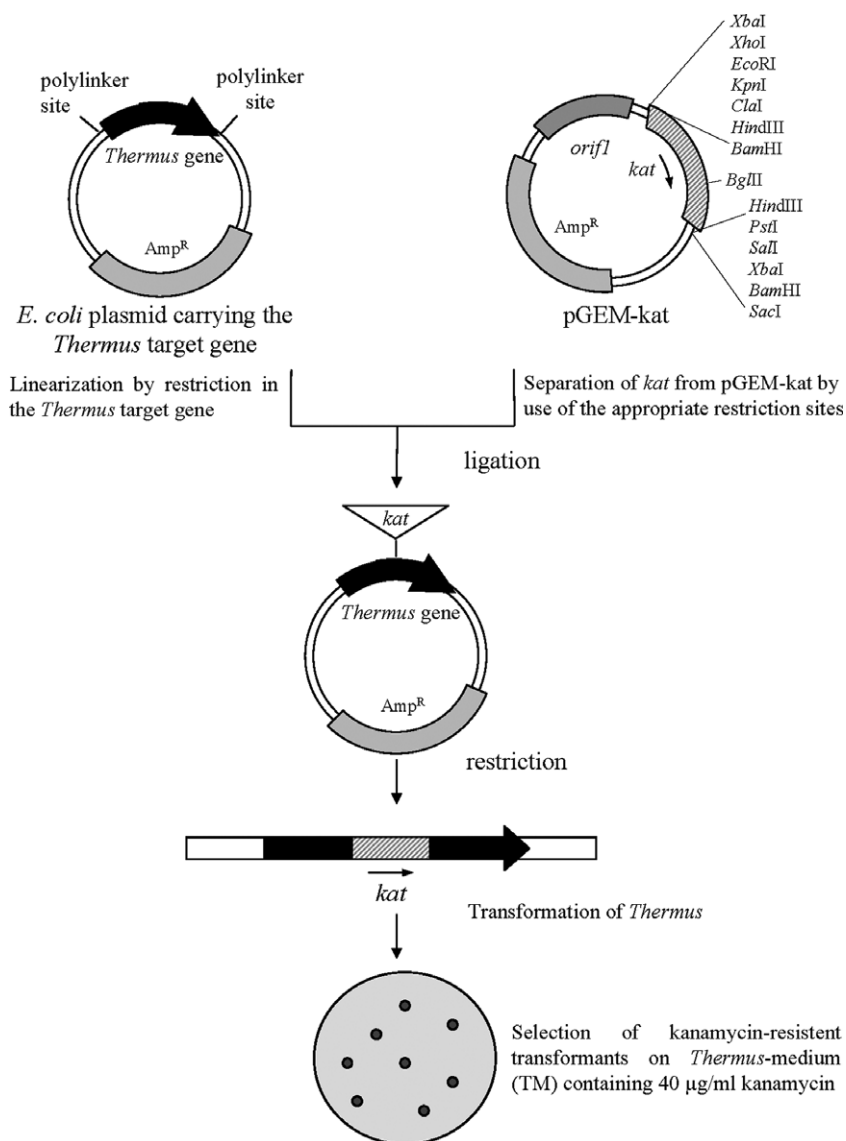 polylinker
site
polylinker
site
Thermus gene
Amp^R
E. coli plasmid carrying the
Thermus target gene
XbaI
XhoI
EcoRI
KpnI
ClaI
HindIII
BamHI
BglII
HindIII
PstI
SalI
XbaI
BamHI
SacI
orif1
kat
Amp^R
pGEM-kat
Linearization by restriction in
the Thermus target gene
Separation of kat from pGEM-kat by
use of the appropriate restriction sites
ligation
kat
Thermus gene
Amp^R
restriction
kat
Transformation of Thermus
Selection of kanamycin-resistent
transformants on Thermus-medium
(TM) containing 40 µg/ml kanamycin